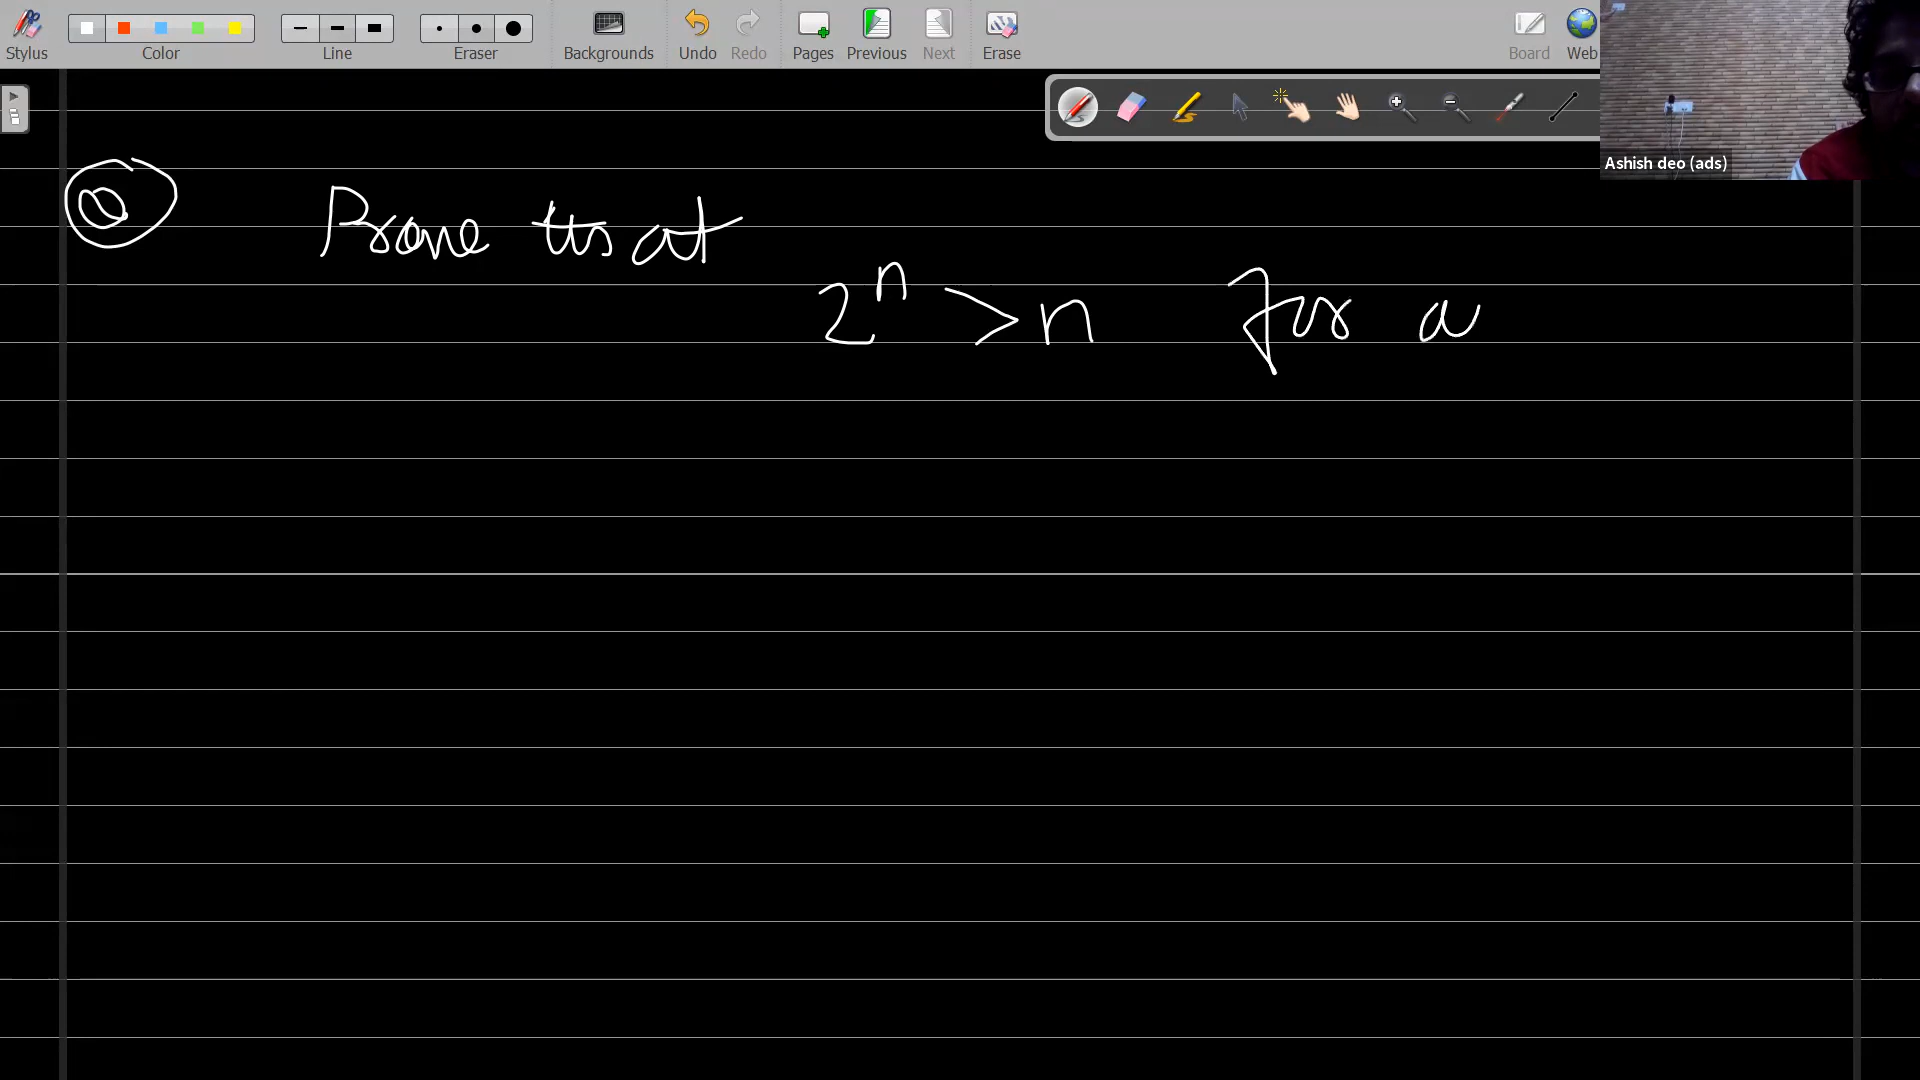 Stylus Color Line Eraser Backgrounds Undo Redo Pages Previous Next Erase Board Web
Ashish deo (ads)
Q Prove that
2^n > n for a